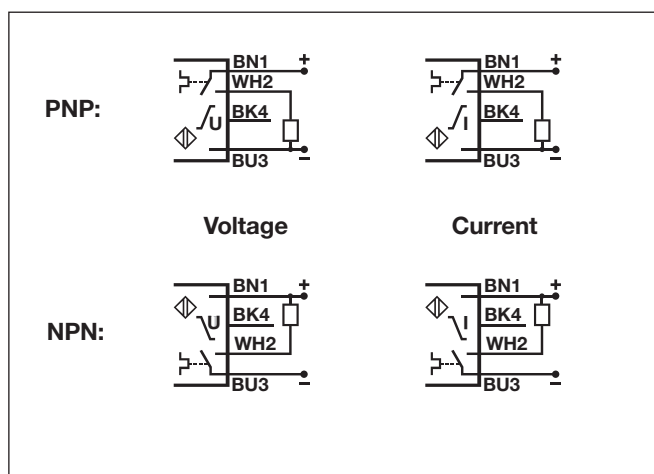 BN1 +
WH2
BK4
U
BU3 –
BN1 +
WH2
BK4
I
BU3 –
PNP:
Voltage
Current
BN1 +
U
BK4
WH2
BU3 –
BN1 +
I
BK4
WH2
BU3 –
NPN: